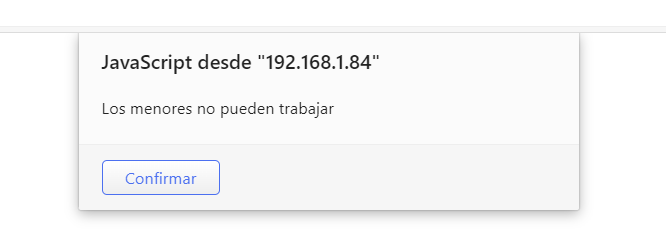 JavaScript desde "192.168.1.84"
Los menores no pueden trabajar
Confirmar